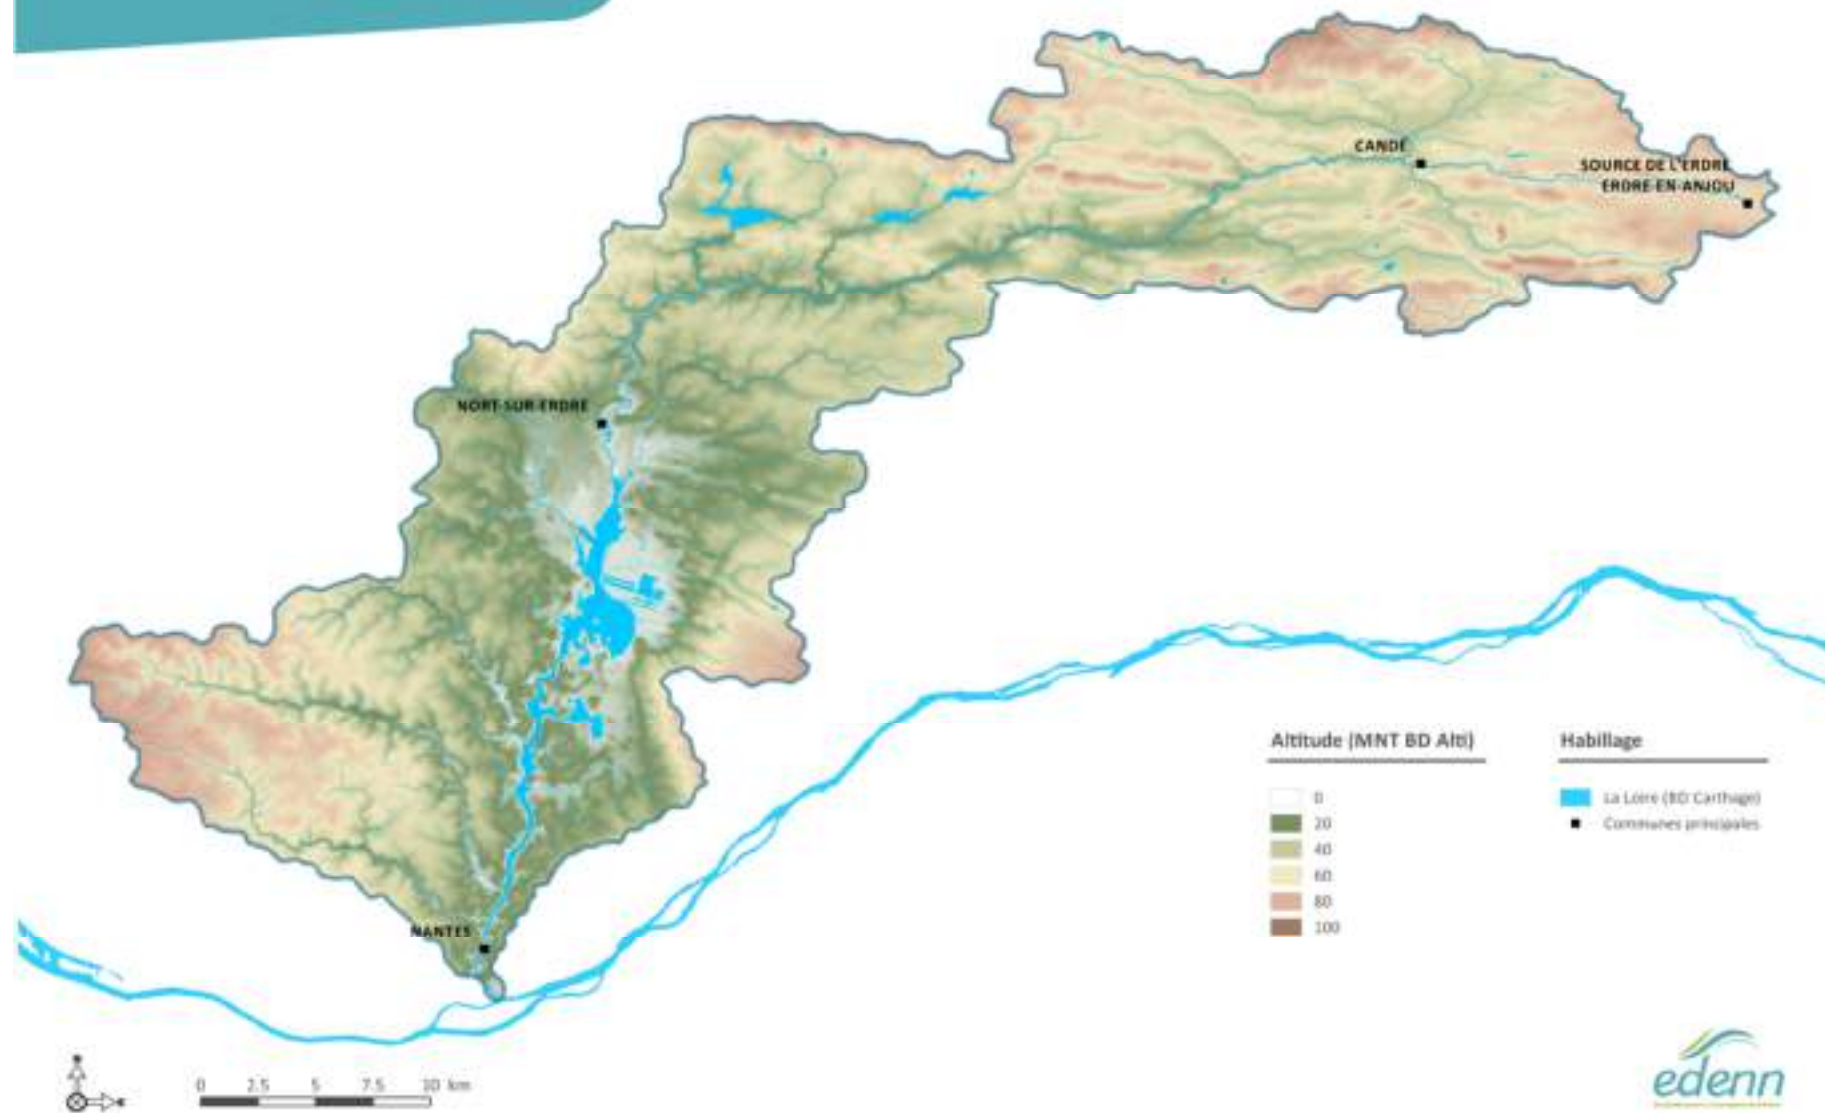 CANDÉ
SOURCE DE L'ERDRE
ERDRE-EN-ANJOU
NORT-SUR-ERDRE
NANTES
Altitude (MNT BD Alti)
0
20
40
60
80
100
Habillage
La Loire (BD Carthage)
Communes principales
0 2.5 5 7.5 10 km
edenn